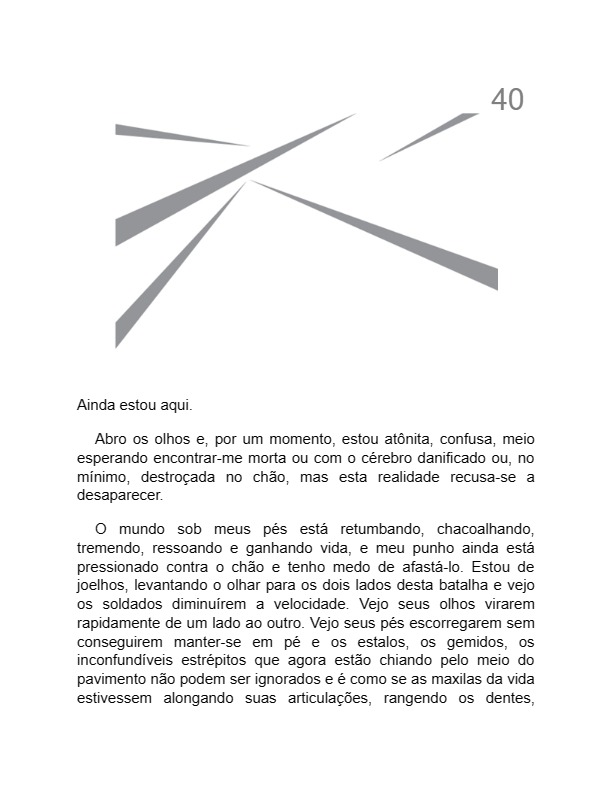 40
Ainda estou aqui.
Abro os olhos e, por um momento, estou atônita, confusa, meio
esperando encontrar-me morta ou com o cérebro danificado ou, no
mínimo, destroçada no chão, mas esta realidade recusa-se a
desaparecer.
O mundo sob meus pés está retumbando, chacoalhando,
tremendo, ressoando e ganhando vida, e meu punho ainda está
pressionado contra o chão e tenho medo de afastá-lo. Estou de
joelhos, levantando o olhar para os dois lados desta batalha e vejo
os soldados diminuírem a velocidade. Vejo seus olhos virarem
rapidamente de um lado ao outro. Vejo seus pés escorregarem sem
conseguirem manter-se em pé e os estalos, os gemidos, os
inconfundíveis estrépitos que agora estão chiando pelo meio do
pavimento não podem ser ignorados e é como se as maxilas da vida
estivessem alongando suas articulações, rangendo os dentes,